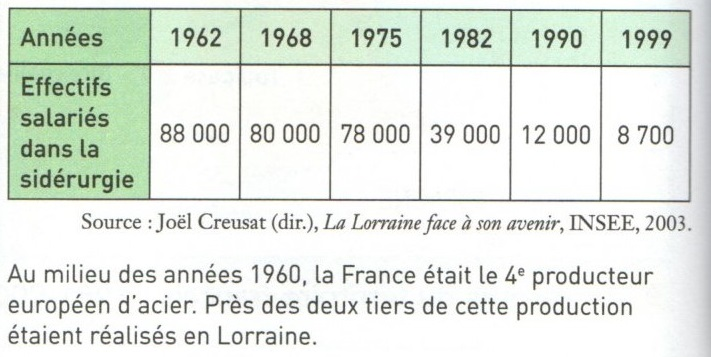 Années 1962 1968 1975 1982 1990 1999
Effectifs
salariés
dans la
sidérurgie
88 000 80 000 78 000 39 000 12 000 8 700
Source : Joël Creusat (dir.), La Lorraine face à son avenir, INSEE, 2003.
Au milieu des années 1960, la France était le 4e producteur
européen d'acier. Près des deux tiers de cette production
étaient réalisés en Lorraine.